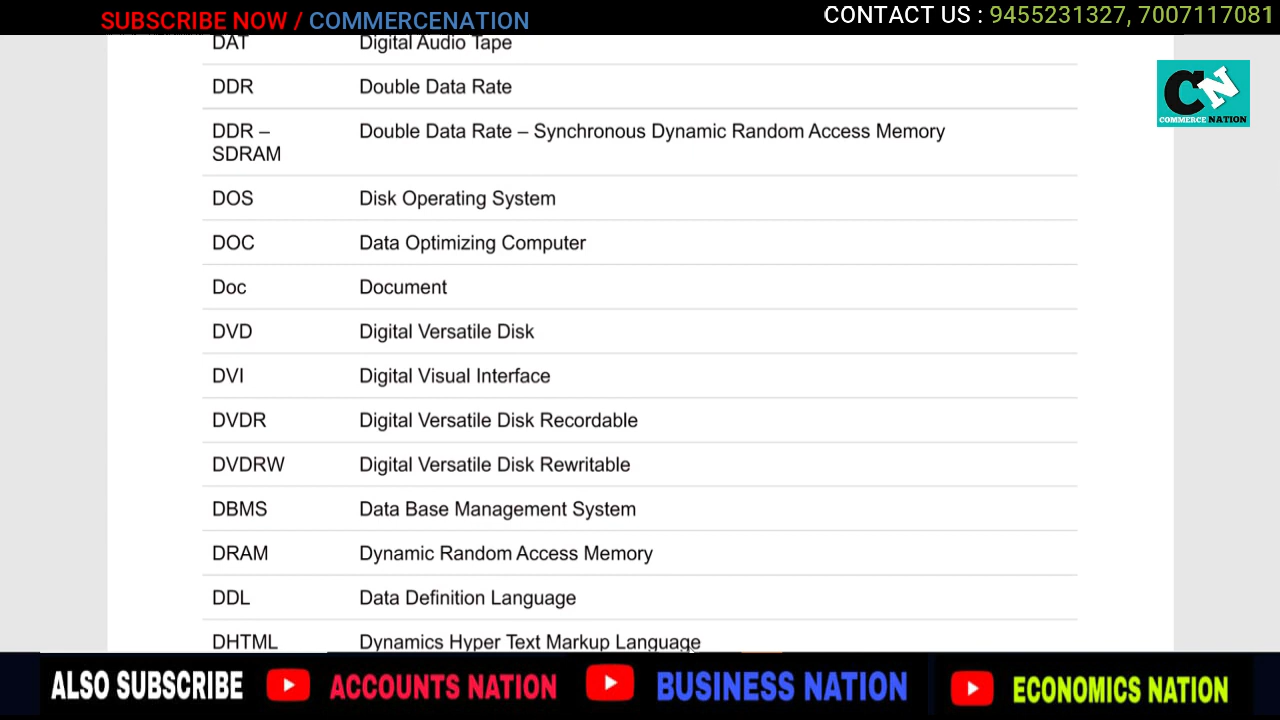 SUBSCRIBE NOW / COMMERCENATION
CONTACT US : 9455231327, 7007117081
DAT Digital Audio Tape
DDR Double Data Rate
DDR – Double Data Rate – Synchronous Dynamic Random Access Memory
SDRAM
DOS Disk Operating System
DOC Data Optimizing Computer
Doc Document
DVD Digital Versatile Disk
DVI Digital Visual Interface
DVDR Digital Versatile Disk Recordable
DVDRW Digital Versatile Disk Rewritable
DBMS Data Base Management System
DRAM Dynamic Random Access Memory
DDL Data Definition Language
DHTML Dynamics Hyper Text Markup Language
CN
COMMERCE NATION
ALSO SUBSCRIBE ACCOUNTS NATION BUSINESS NATION ECONOMICS NATION